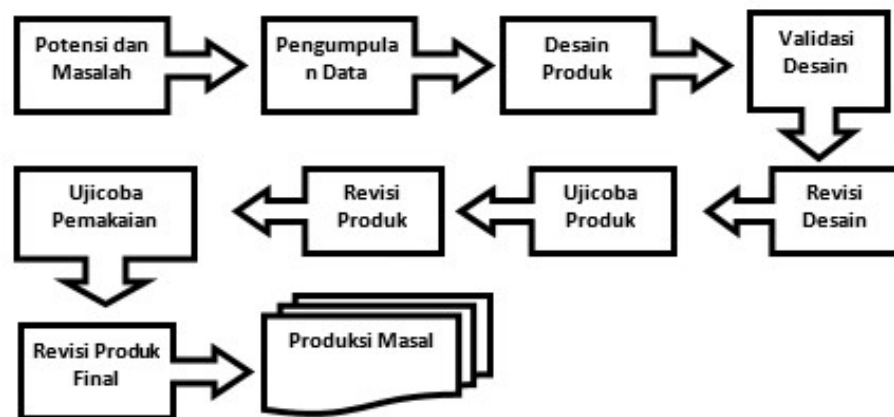 Potensi dan
Masalah
Pengumpula
n Data
Desain
Produk
Validasi
Desain
Revisi
Desain
Ujicoba
Produk
Revisi
Produk
Ujicoba
Pemakaian
Revisi Produk
Final
Produksi Masal